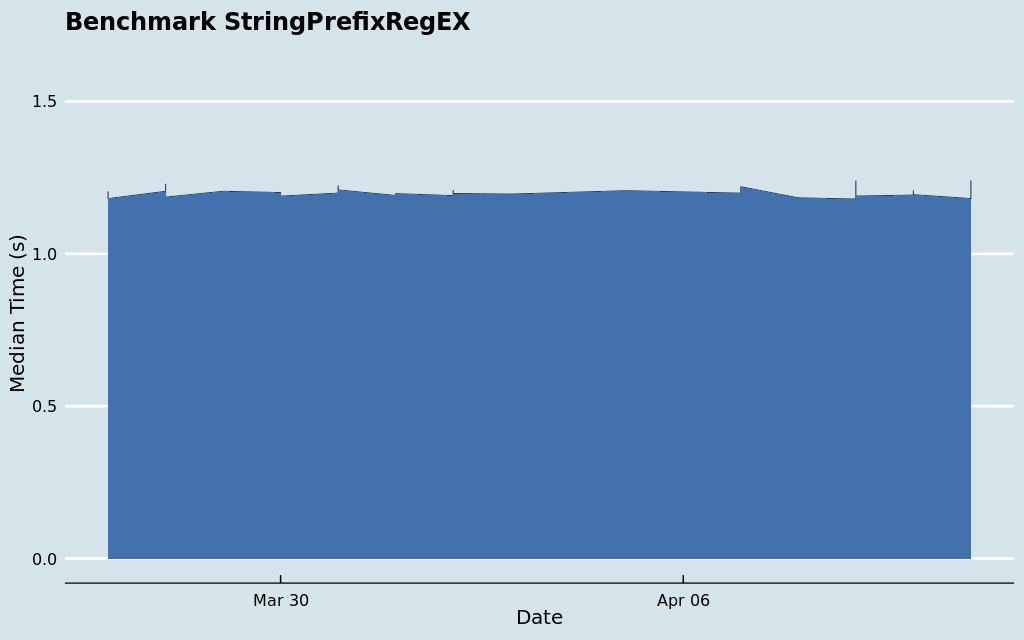 Benchmark StringPrefixRegEX
1.5
1.0
0.5
0.0
Median Time (s)
Mar 30
Apr 06
Date